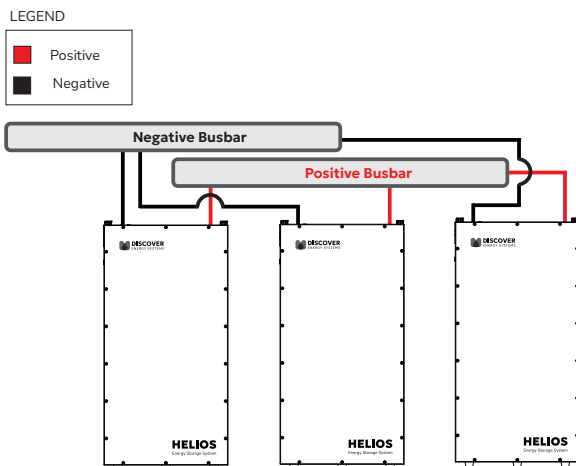 LEGEND
Positive
Negative
Negative Busbar
Positive Busbar
DISCOVER
ENERGY SYSTEMS
DISCOVER
ENERGY SYSTEMS
DISCOVER
ENERGY SYSTEMS
HELIOS
Energy Storage System
HELIOS
Energy Storage System
HELIOS
Energy Storage System